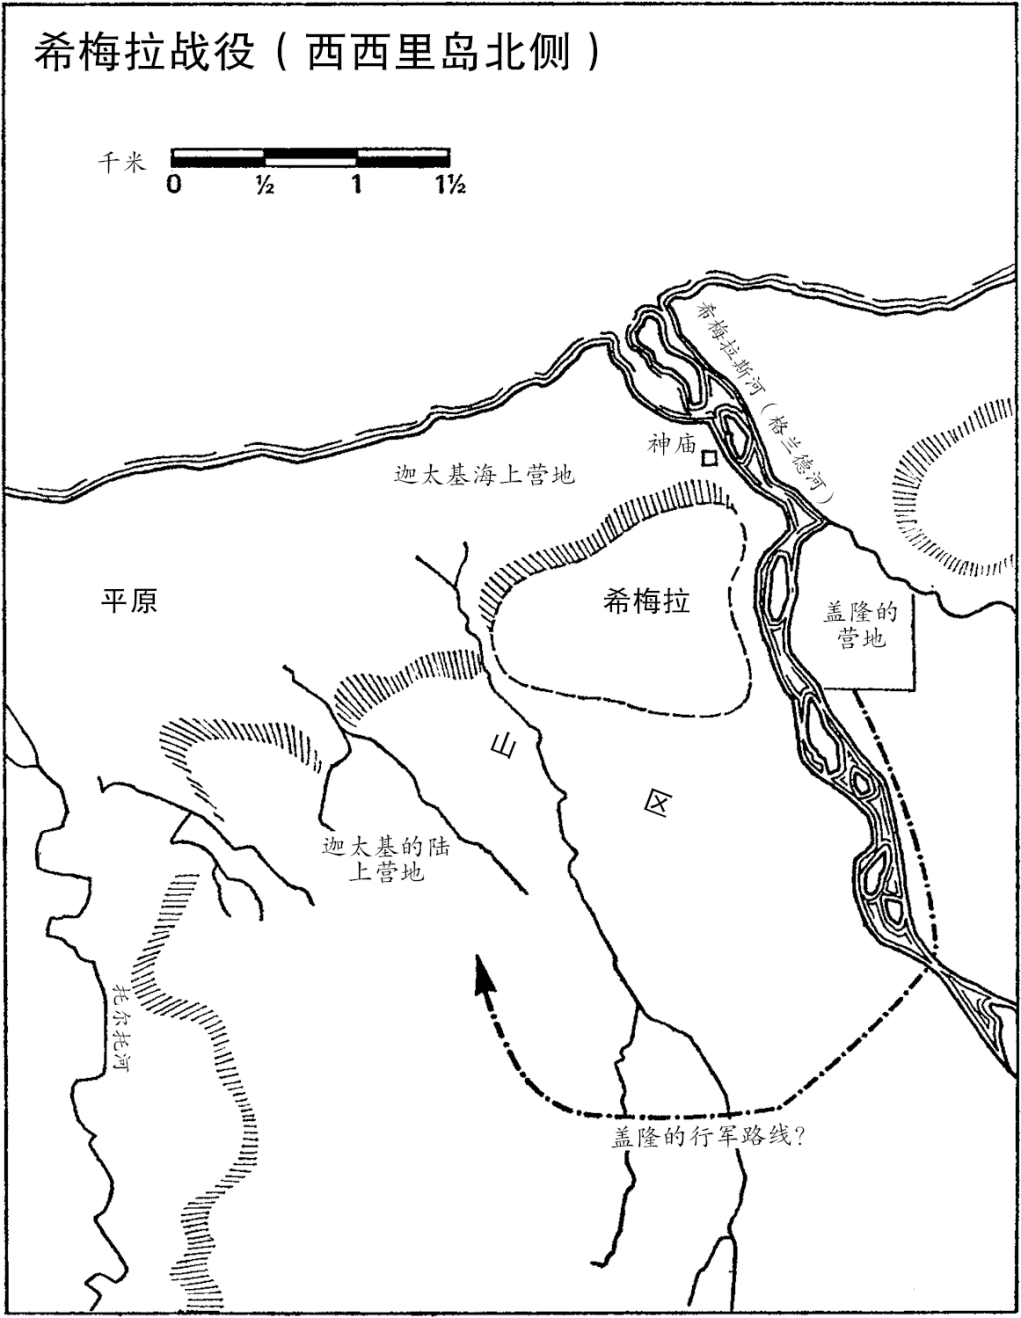 希梅拉战役（西西里岛北侧）
千米
0 ½ 1 1½
希梅拉斯河（格兰德河）
神庙
迦太基海上营地
平原
希梅拉
盖隆的
营地
山
区
迦太基的陆
上营地
托尔托河
盖隆的行军路线?